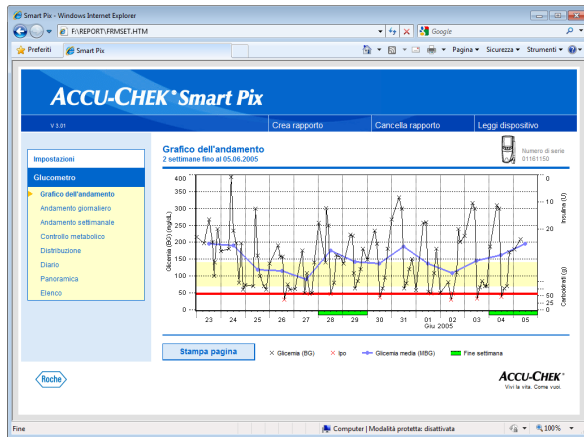 Smart Pix - Windows Internet Explorer
F:\REPORT\FRMSET.HTM
Google
Preferiti
Smart Pix
Pagina
Sicurezza
Strumenti
ACCU-CHEK® Smart Pix
V 3.01
Crea rapporto
Cancella rapporto
Leggi dispositivo
Impostazioni
Glucometro
Grafico dell'andamento
Andamento giornaliero
Andamento settimanale
Controllo metabolico
Distribuzione
Diario
Panoramica
Elenco
Grafico dell'andamento
2 settimane fino al 05.06.2005
Numero di serie
01161150
Glicemia (BG) (mg/dL)
400
350
300
250
200
150
100
50
0
Insulina (U)
0
10
20
Carboidrati (g)
50
25
0
23 24 25 26 27 28 29 30 31 01 02 03 04 05
Giu 2005
Stampa pagina
Glicemia (BG)
Ipo
Glicemia media (MBG)
Fine settimana
Roche
ACCU-CHEK®
Vivi la vita. Come vuoi.
Fine
Computer | Modalità protetta: disattivata
100%